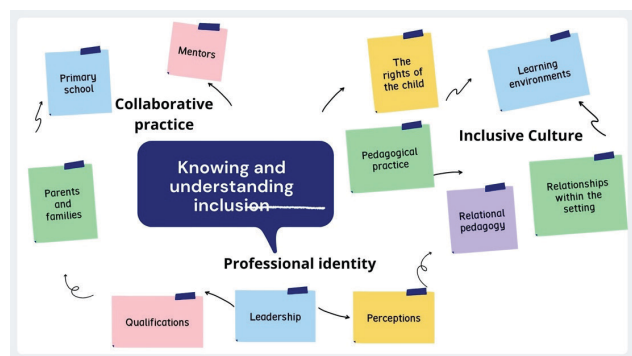 Mentors
Primary
school
Collaborative
practice
The
rights of
the child
Learning
environments
Inclusive Culture
Knowing and
understanding
inclusion
Pedagogical
practice
Parents
and
families
Relational
pedagogy
Relationships
within the
setting
Professional identity
Qualifications
Leadership
Perceptions